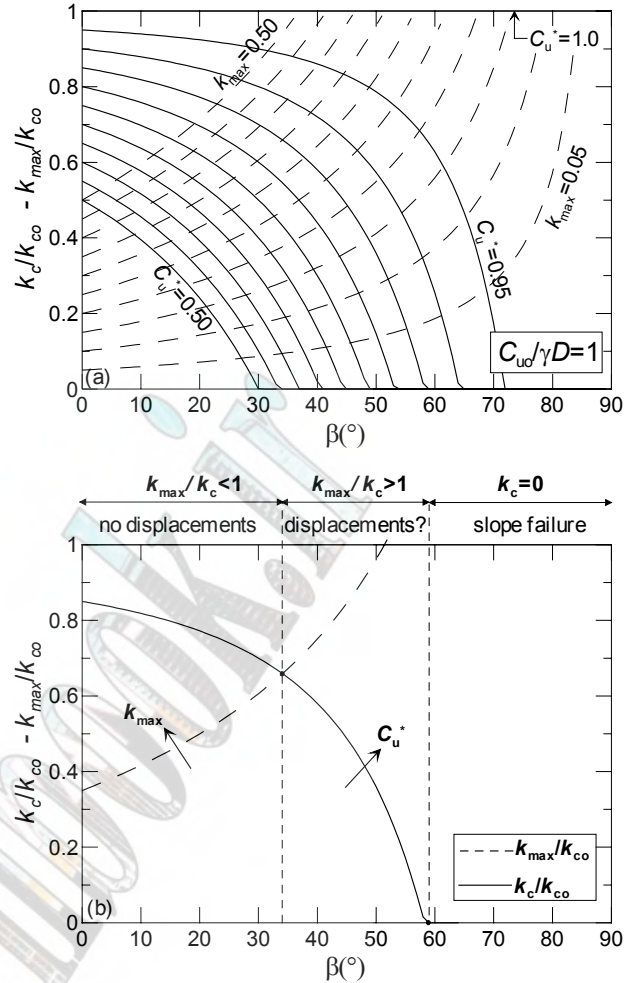 1
0.8
0.6
0.4
0.2
0
k_c/k_co - k_max/k_co
k_max=0.50
C_u*=1.0
k_max=0.05
C_u*=0.50
C_u*=0.95
C_uo/γD=1
(a)
0 10 20 30 40 50 60 70 80 90
β(°)
k_max/k_c<1 k_max/k_c>1 k_c=0
no displacements displacements? slope failure
1
0.8
0.6
0.4
0.2
0
k_c/k_co - k_max/k_co
k_max
C_u*
k_max/k_co
k_c/k_co
(b)
0 10 20 30 40 50 60 70 80 90
β(°)